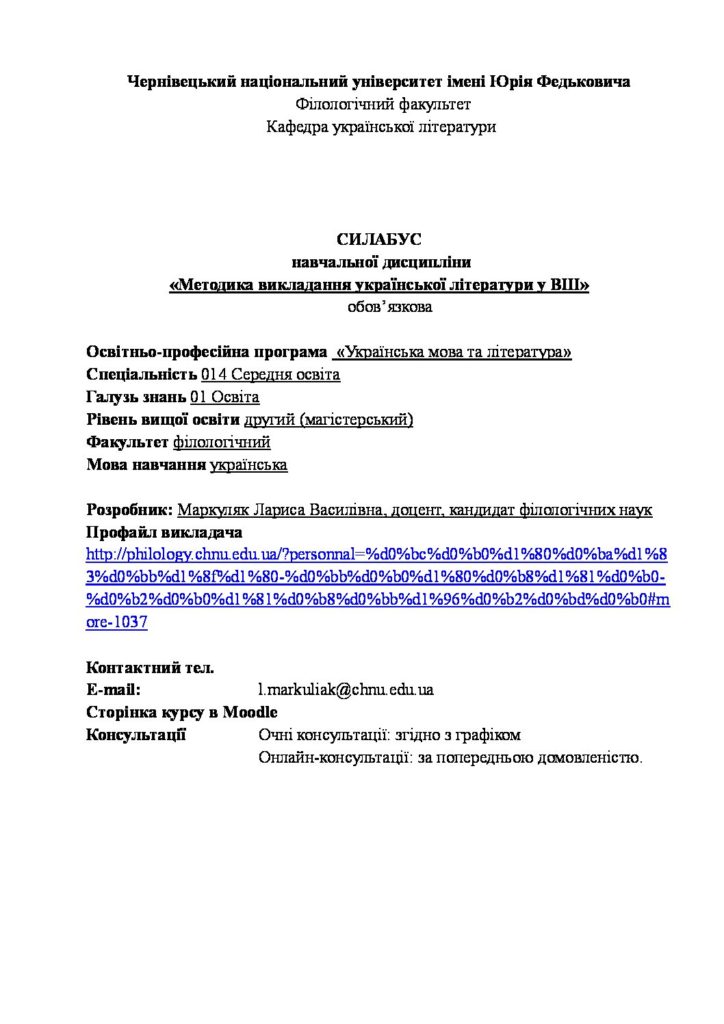 Чернівецький національний університет імені Юрія Федьковича
Філологічний факультет
Кафедра української літератури
СИЛАБУС
навчальної дисципліни
«Методика викладання української літератури у ВШ»
обов’язкова
Освітньо-професійна програма «Українська мова та література»
Спеціальність 014 Середня освіта
Галузь знань 01 Освіта
Рівень вищої освіти другий (магістерський)
Факультет філологічний
Мова навчання українська
Розробник: Маркуляк Лариса Василівна, доцент, кандидат філологічних наук
Профайл викладача
http://philology.chnu.edu.ua/?personnal=%d0%bc%d0%b0%d1%80%d0%ba%d1%8
3%d0%bb%d1%8f%d1%80-%d0%bb%d0%b0%d1%80%d0%b8%d1%81%d0%b0-
%d0%b2%d0%b0%d1%81%d0%b8%d0%bb%d1%96%d0%b2%d0%bd%d0%b0#m
ore-1037
Контактний тел.
E-mail: l.markuliak@chnu.edu.ua
Сторінка курсу в Moodle
Консультації Очні консультації: згідно з графіком
Онлайн-консультації: за попередньою домовленістю.